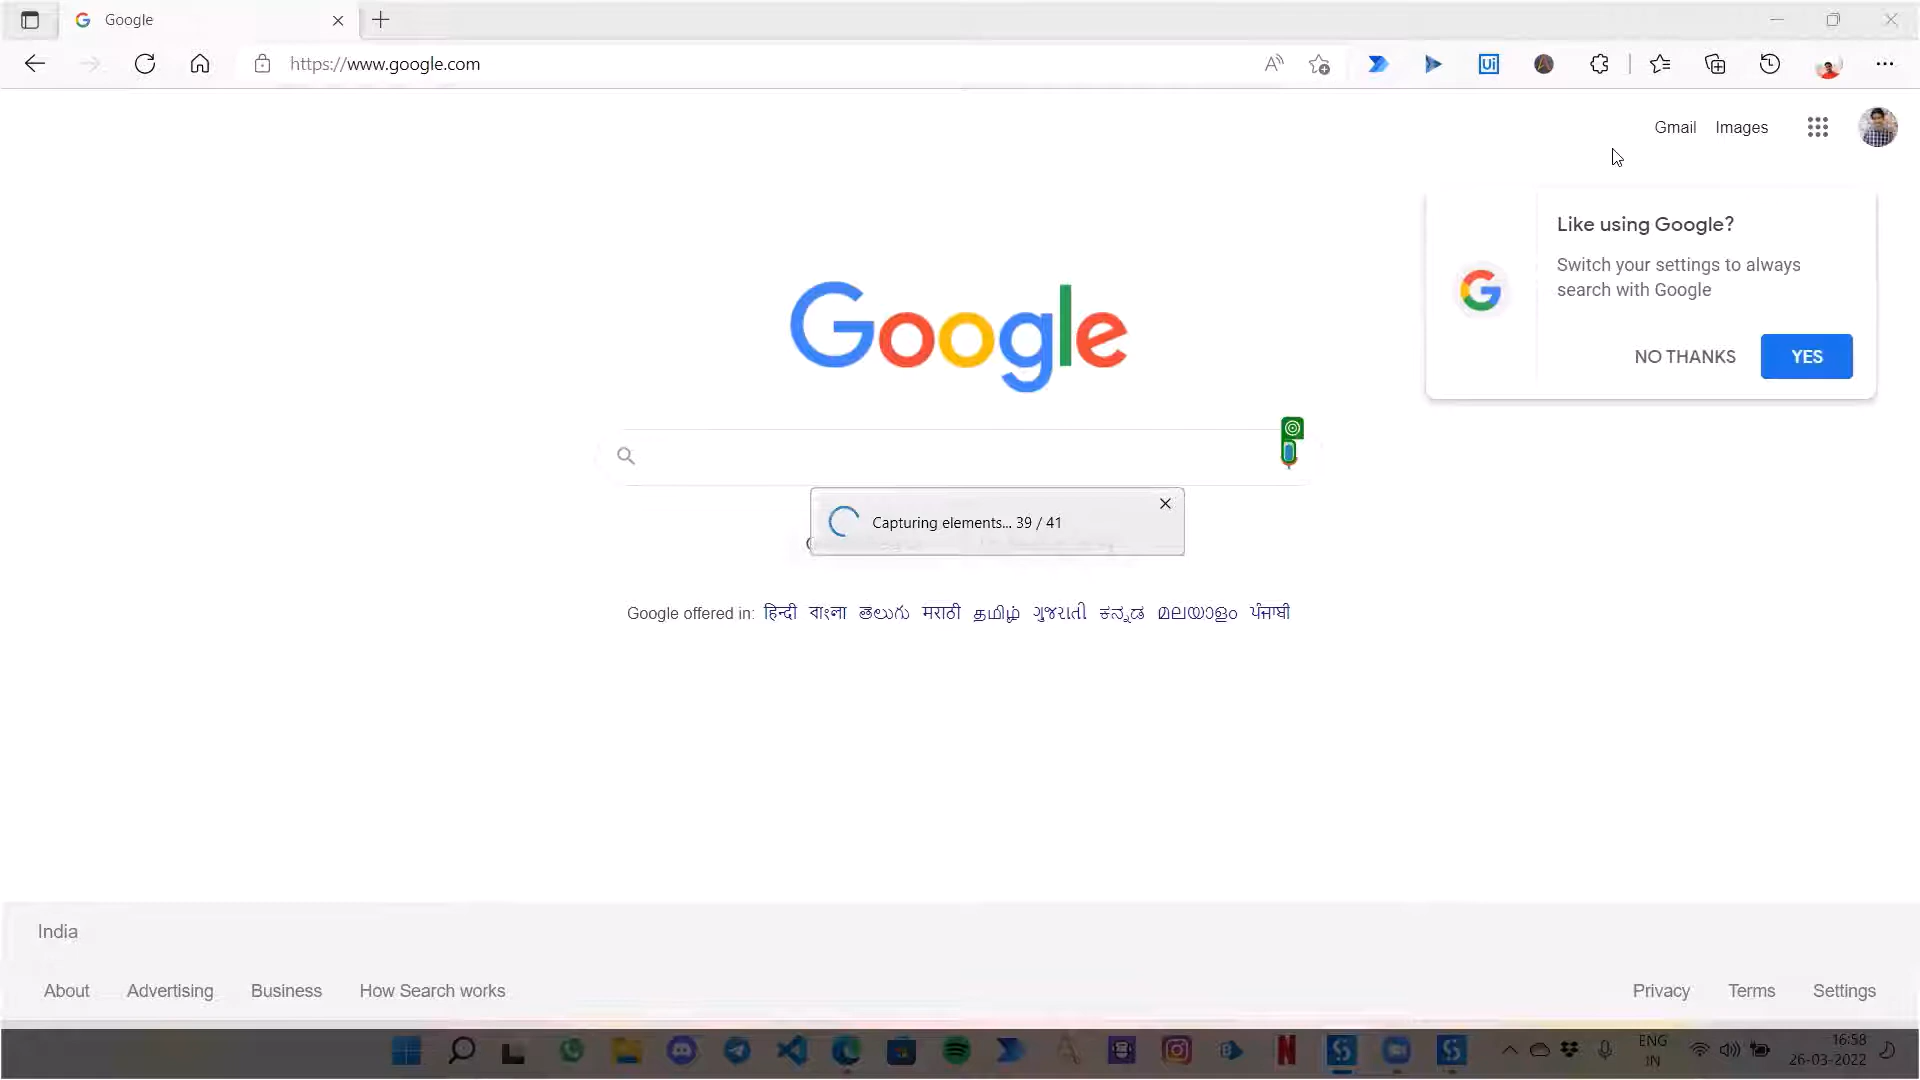 Google
https://www.google.com
Ui
Gmail Images
Like using Google?
Switch your settings to always
search with Google
NO THANKS YES
Google
Capturing elements... 39 / 41
Google offered in: हिन्दी বাংলা తెలుగు मराठी தமிழ் ગુજરાતી ಕನ್ನಡ മലയാളം ਪੰਜਾਬੀ
India
About Advertising Business How Search works
Privacy Terms Settings
ENG
IN
16:58
26-03-2022